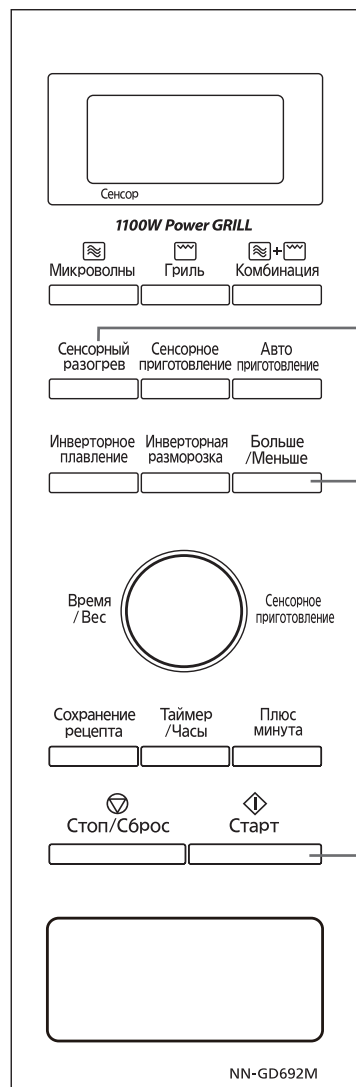 Сенсор
1100W Power GRILL
Микроволны Гриль Комбинация
Сенсорный Сенсорное Авто
разогрев приготовление приготовление
Инверторное Инверторная Больше
плавление разморозка /Меньше
Время Сенсорное
/Вес приготовление
Сохранение Таймер Плюс
рецепта /Часы минута
Стоп/Сброс Старт
NN-GD692M